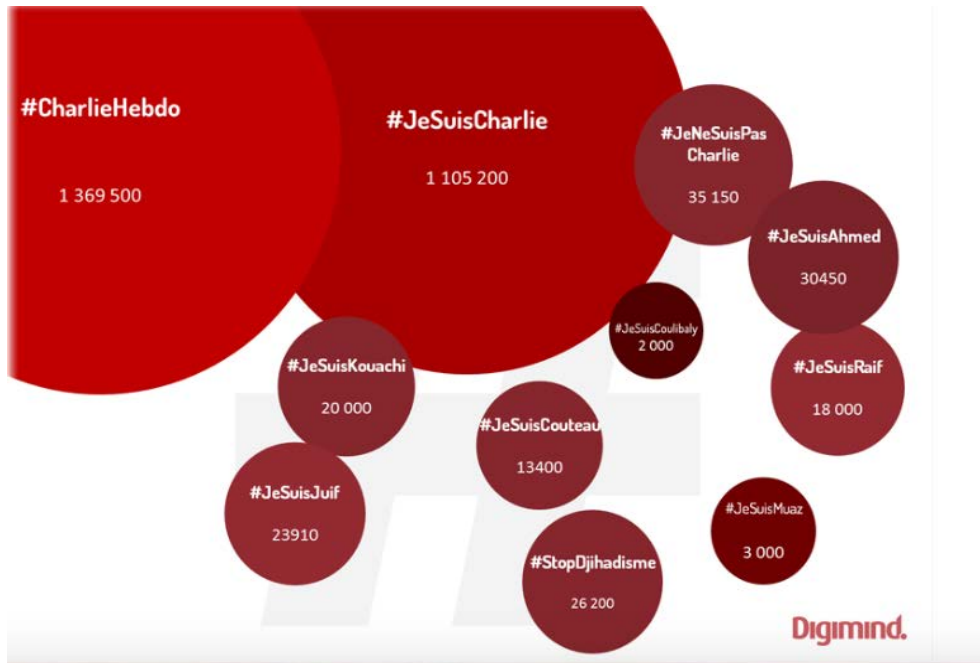 #CharlieHebdo
1 369 500
#JeSuisCharlie
1 105 200
#JeNeSuisPas
Charlie
35 150
#JeSuisAhmed
30450
#JeSuisCoulibaly
2 000
#JeSuisRaif
18 000
#JeSuisKouachi
20 000
#JeSuisCouteau
13400
#JeSuisJuif
23910
#JeSuisMuaz
3 000
#StopDjihadisme
26 200
Digimind.